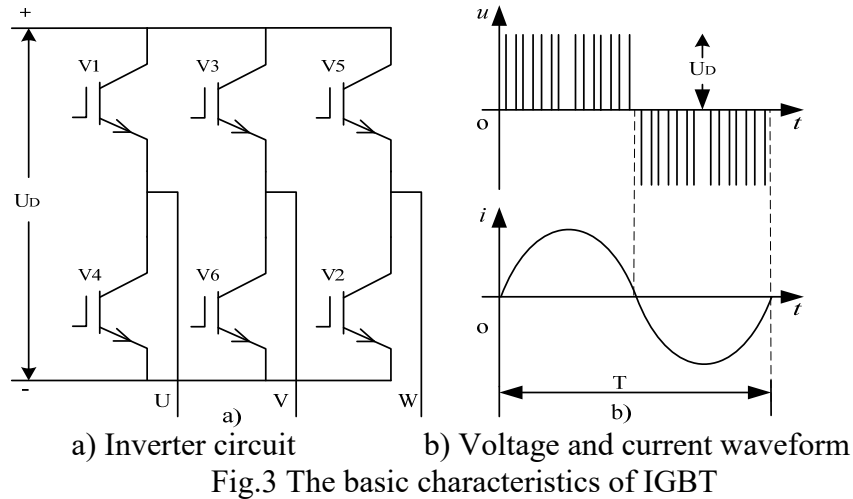 +
V1
V3
V5
UD
V4
V6
V2
-
U
V
W
a)
u
UD
o
t
i
o
t
T
b)
a) Inverter circuit
b) Voltage and current waveform
Fig.3 The basic characteristics of IGBT